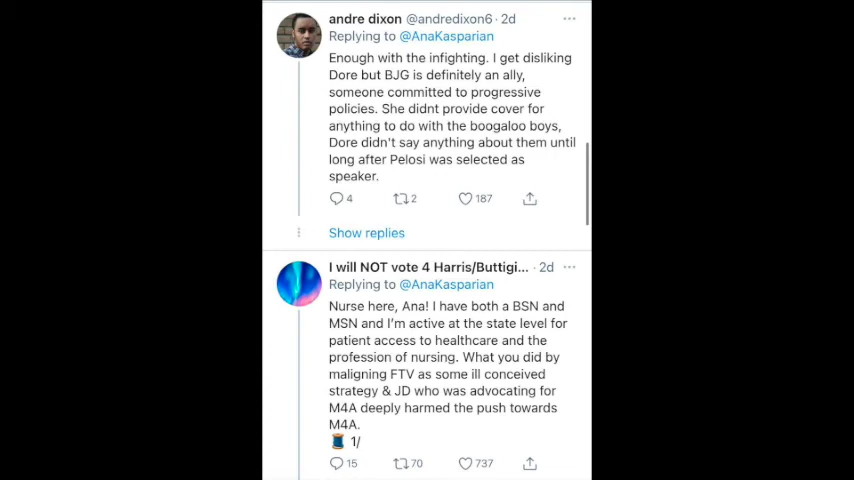 andre dixon @andredixon6 · 2d
Replying to @AnaKasparian
Enough with the infighting. I get disliking
Dore but BJG is definitely an ally,
someone committed to progressive
policies. She didnt provide cover for
anything to do with the boogaloo boys,
Dore didn't say anything about them until
long after Pelosi was selected as
speaker.
4 2 187
Show replies
I will NOT vote 4 Harris/Buttigi... · 2d
Replying to @AnaKasparian
Nurse here, Ana! I have both a BSN and
MSN and I'm active at the state level for
patient access to healthcare and the
profession of nursing. What you did by
maligning FTV as some ill conceived
strategy & JD who was advocating for
M4A deeply harmed the push towards
M4A.
🧵 1/
15 70 737